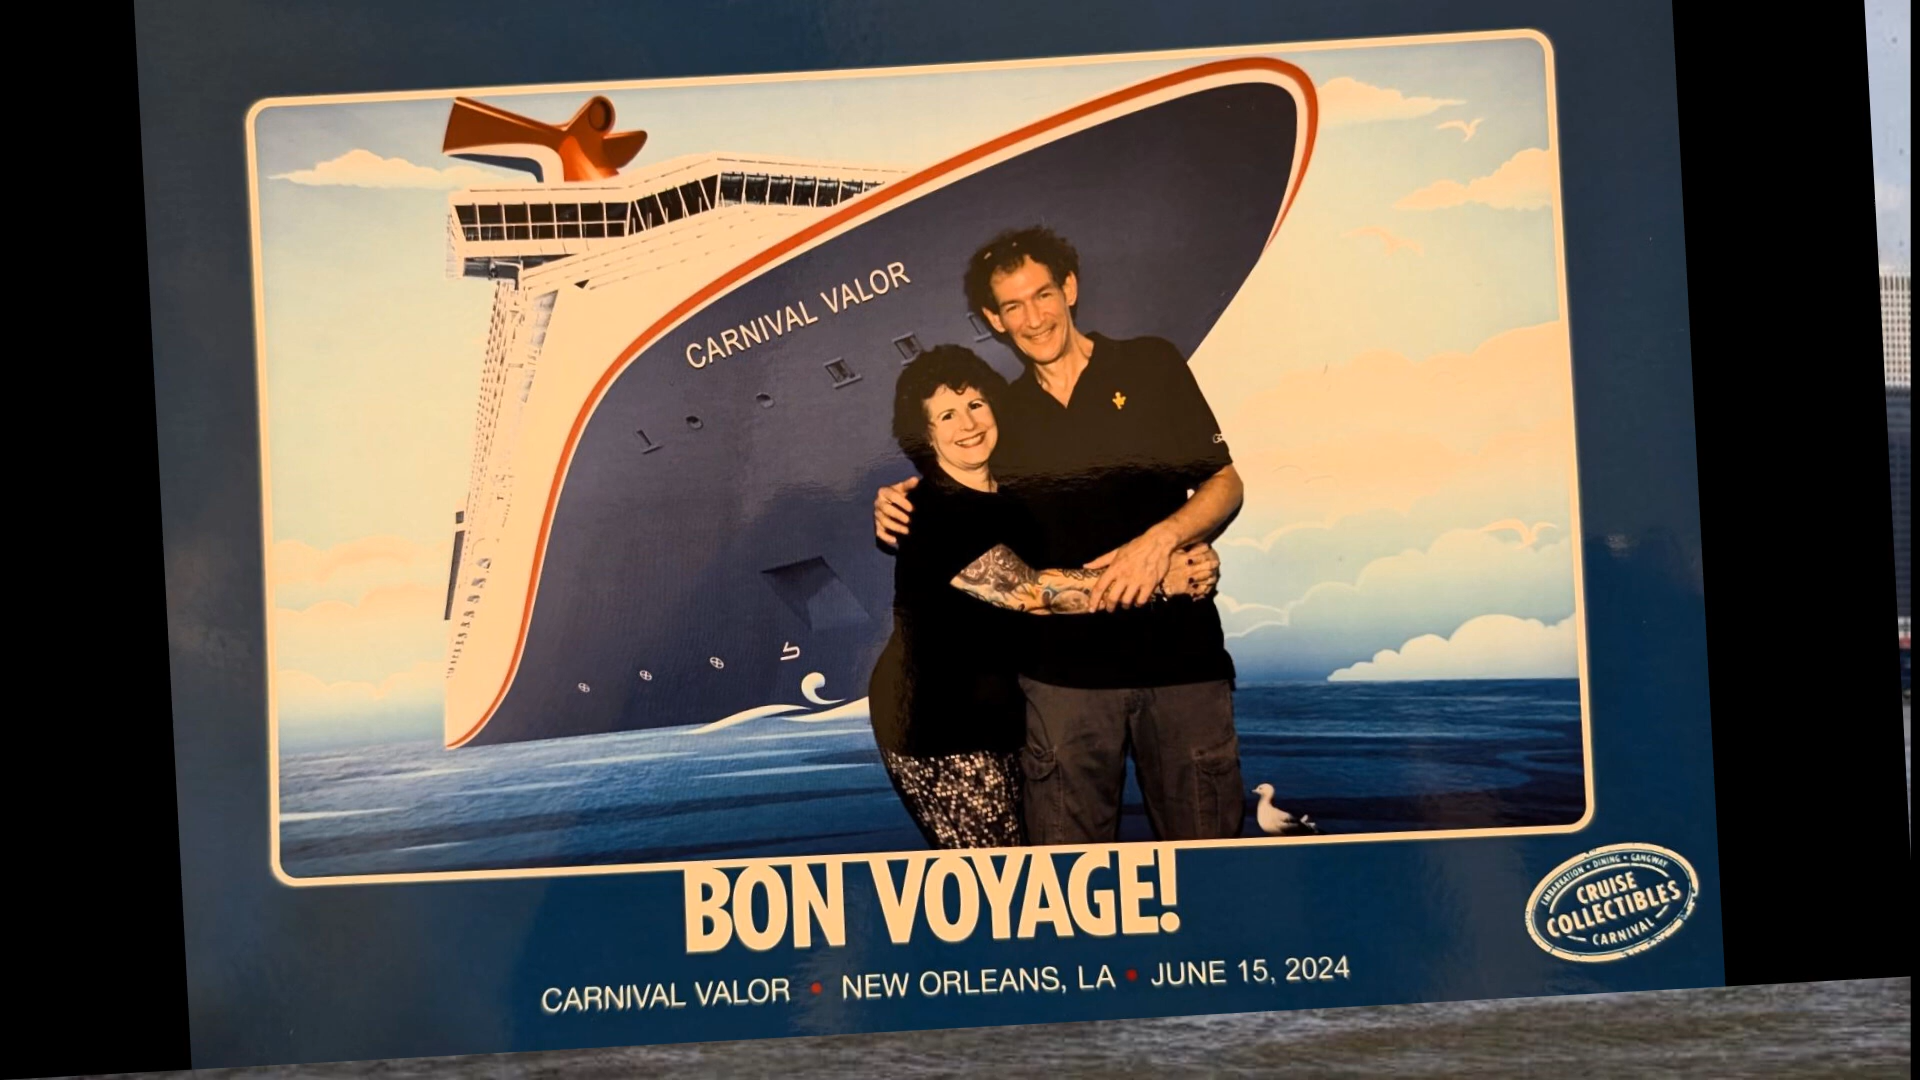 CARNIVAL VALOR
BON VOYAGE!
CARNIVAL VALOR • NEW ORLEANS, LA • JUNE 15, 2024
EMBARKATION • DINING • GANGWAY
CRUISE
COLLECTIBLES
CARNIVAL